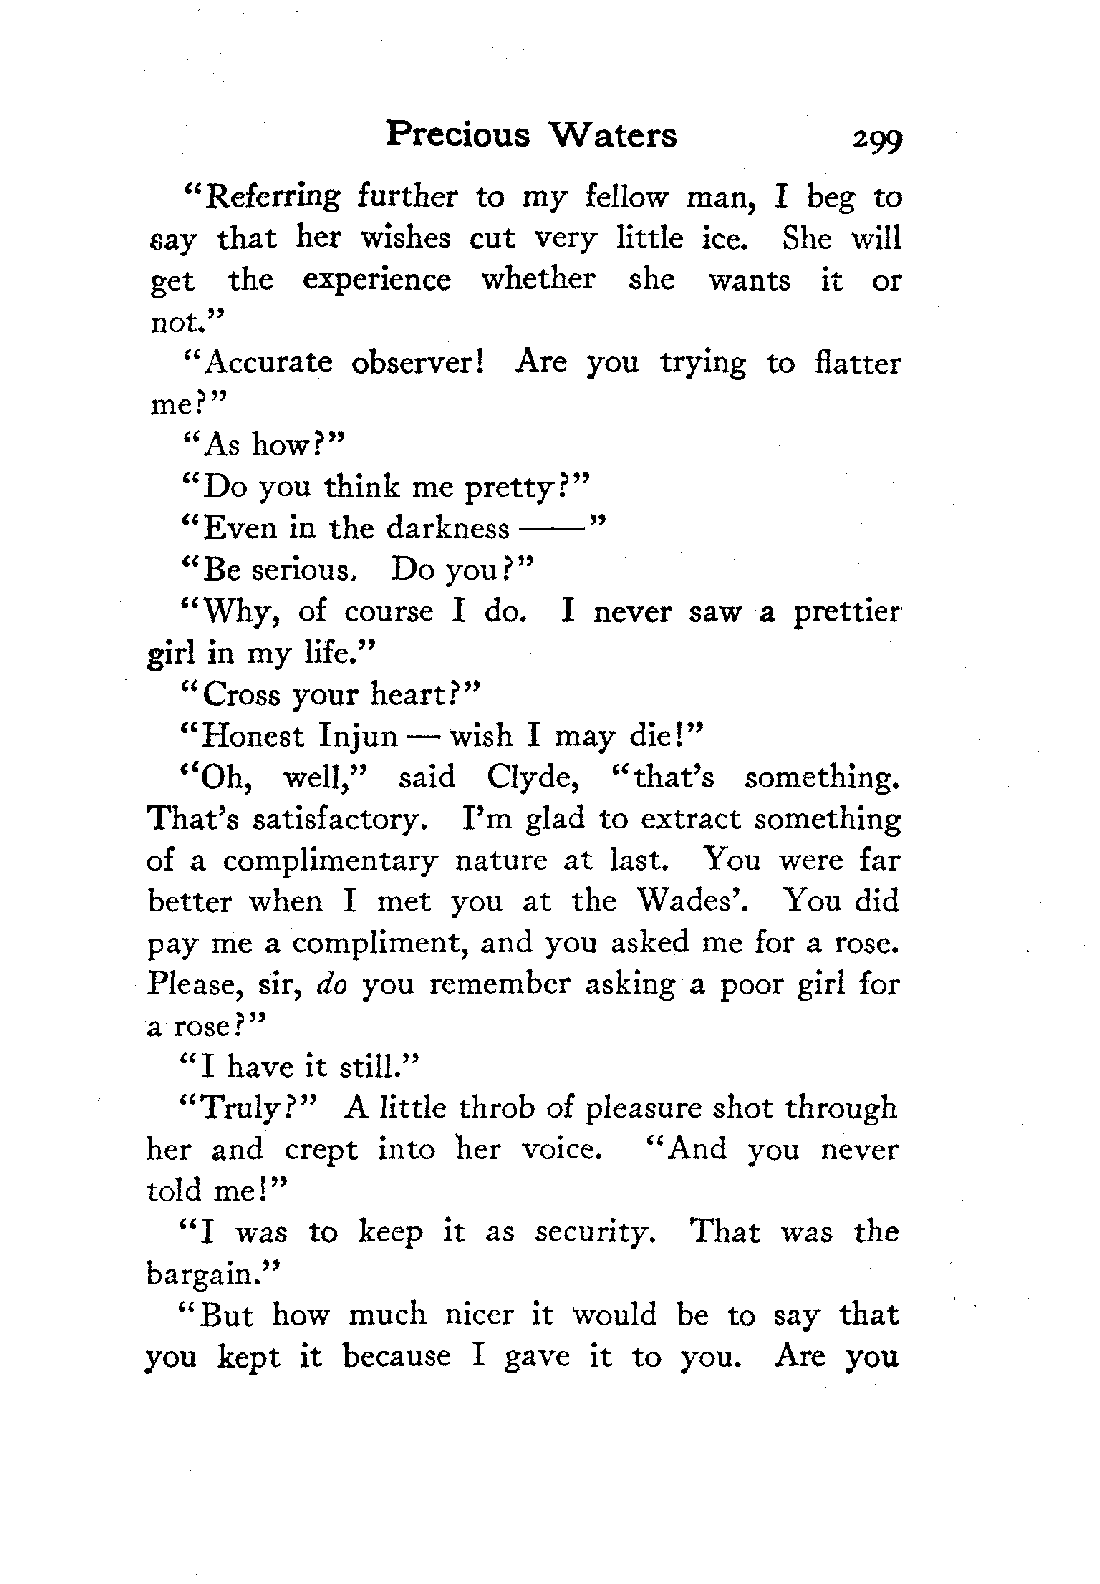 Precious Waters 299
“Referring further to my fellow man, I beg to
say that her wishes cut very little ice. She will
get the experience whether she wants it or
not.”
“Accurate observer! Are you trying to flatter
me?”
“As how?”
“Do you think me pretty?”
“Even in the darkness ——”
“Be serious. Do you?”
“Why, of course I do. I never saw a prettier
girl in my life.”
“Cross your heart?”
“Honest Injun — wish I may die!”
“Oh, well,” said Clyde, “that’s something.
That’s satisfactory. I’m glad to extract something
of a complimentary nature at last. You were far
better when I met you at the Wades’. You did
pay me a compliment, and you asked me for a rose.
Please, sir, do you remember asking a poor girl for
a rose?”
“I have it still.”
“Truly?” A little throb of pleasure shot through
her and crept into her voice. “And you never
told me!”
“I was to keep it as security. That was the
bargain.”
“But how much nicer it would be to say that
you kept it because I gave it to you. Are you